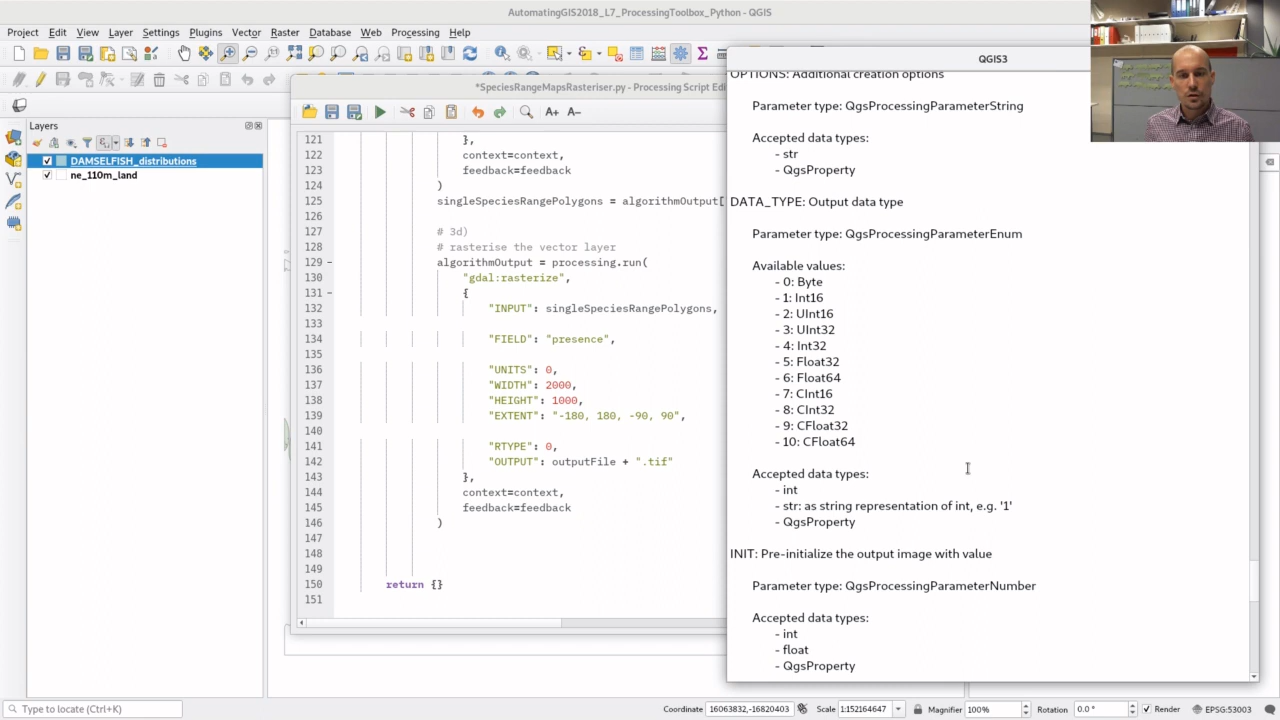 AutomatingGIS2018_L7_ProcessingToolbox_Python - QGIS
Project Edit View Layer Settings Plugins Vector Raster Database Web Processing Help
QGIS3
Layers
DAMSELFISH_distributions
ne_110m_land
*SpeciesRangeMapsRasteriser.py - Processing Script Edi
A+ A-
121 },
122 context=context,
123 feedback=feedback
124 )
125 singleSpeciesRangePolygons = algorithmOutput[
126
127 # 3d)
128 # rasterise the vector layer
129 algorithmOutput = processing.run(
130 "gdal:rasterize",
131 {
132 "INPUT": singleSpeciesRangePolygons,
133
134 "FIELD": "presence",
135
136 "UNITS": 0,
137 "WIDTH": 2000,
138 "HEIGHT": 1000,
139 "EXTENT": "-180, 180, -90, 90",
140
141 "RTYPE": 0,
142 "OUTPUT": outputFile + ".tif"
143 },
144 context=context,
145 feedback=feedback
146 )
147
148
149
150 return {}
151
OPTIONS: Additional creation options
Parameter type: QgsProcessingParameterString
Accepted data types:
- str
- QgsProperty
DATA_TYPE: Output data type
Parameter type: QgsProcessingParameterEnum
Available values:
- 0: Byte
- 1: Int16
- 2: UInt16
- 3: UInt32
- 4: Int32
- 5: Float32
- 6: Float64
- 7: CInt16
- 8: CInt32
- 9: CFloat32
- 10: CFloat64
Accepted data types:
- int
- str: as string representation of int, e.g. '1'
- QgsProperty
INIT: Pre-initialize the output image with value
Parameter type: QgsProcessingParameterNumber
Accepted data types:
- int
- float
- QgsProperty
Type to locate (Ctrl+K)
Coordinate 16063832,-16820403 Scale 1:152164647 Magnifier 100% Rotation 0.0 ° Render EPSG:53003